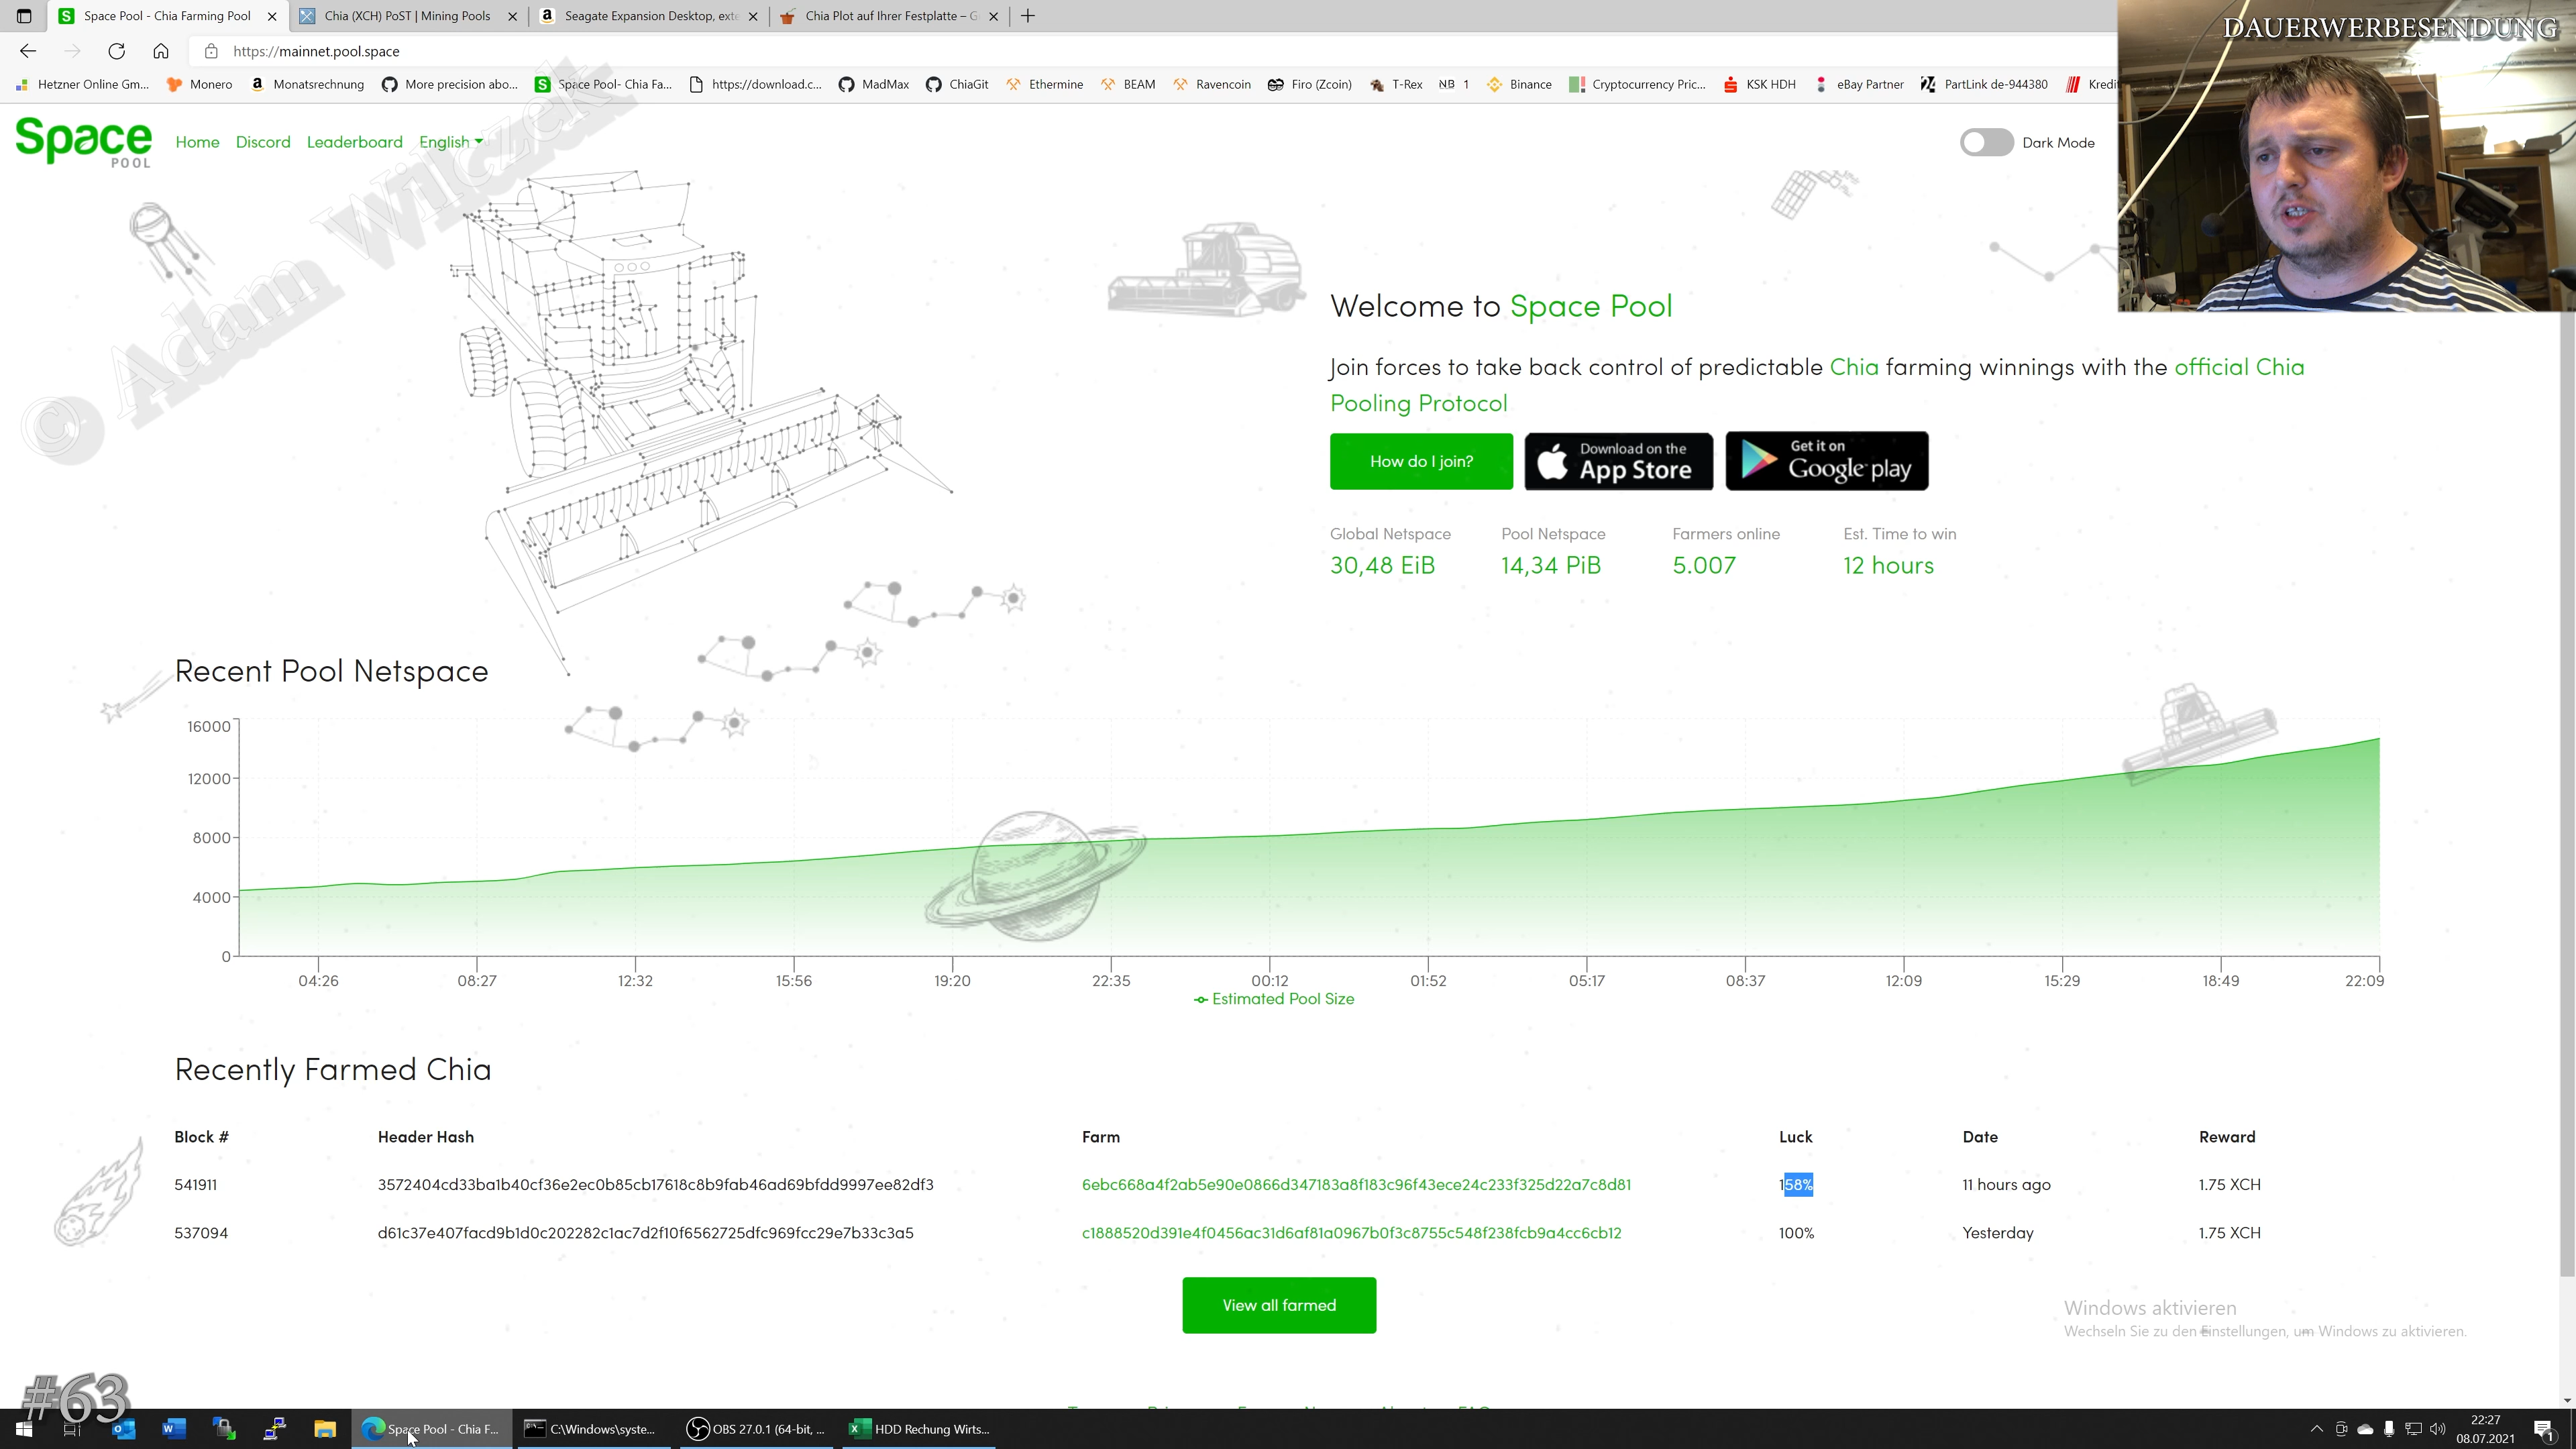 Space Pool - Chia Farming Pool
Chia (XCH) PoST | Mining Pools
Seagate Expansion Desktop, exte
Chia Plot auf Ihrer Festplatte – G
https://mainnet.pool.space
DAUERWERBESENDUNG
Hetzner Online Gm...
Monero
Monatsrechnung
More precision abo...
Space Pool- Chia Fa...
https://download.c...
MadMax
ChiaGit
Ethermine
BEAM
Ravencoin
Firo (Zcoin)
T-Rex
NB 1
Binance
Cryptocurrency Pric...
KSK HDH
eBay Partner
PartLink de-944380
Kredi
Space
POOL
Home
Discord
Leaderboard
English
Dark Mode
© Adam Wilczek
Welcome to Space Pool
Join forces to take back control of predictable Chia farming winnings with the official Chia
Pooling Protocol
How do I join?
Download on the
App Store
Get it on
Google play
Global Netspace
Pool Netspace
Farmers online
Est. Time to win
30,48 EiB
14,34 PiB
5.007
12 hours
Recent Pool Netspace
16000
12000
8000
4000
0
04:26
08:27
12:32
15:56
19:20
22:35
00:12
01:52
05:17
08:37
12:09
15:29
18:49
22:09
Estimated Pool Size
Recently Farmed Chia
Block #
Header Hash
Farm
Luck
Date
Reward
541911
3572404cd33ba1b40cf36e2ec0b85cb17618c8b9fab46ad69bfdd9997ee82df3
6ebc668a4f2ab5e90e0866d347183a8f183c96f43ece24c233f325d22a7c8d81
158%
11 hours ago
1.75 XCH
537094
d61c37e407facd9b1d0c202282c1ac7d2f10f6562725dfc969fcc29e7b33c3a5
c1888520d391e4f0456ac31d6af81a0967b0f3c8755c548f238fcb9a4cc6cb12
100%
Yesterday
1.75 XCH
View all farmed
Windows aktivieren
Wechseln Sie zu den Einstellungen, um Windows zu aktivieren.
#63
Space Pool - Chia F...
C:\Windows\syste...
OBS 27.0.1 (64-bit, ...
HDD Rechung Wirts...
22:27
08.07.2021
1